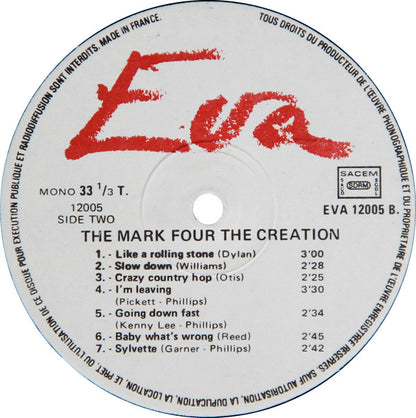 TOUS DROITS DU PRODUCTEUR DE L'ŒUVRE PHONOGRAPHIQUE ET DU PROPRIETAIRE DE L'ŒUVRE ENREGISTREE RESERVES. SAUF AUTORISATION, LA DUPLICATION, LA LOCATION, LE PRET, OU L'UTILISATION DE CE DISQUE POUR EXECUTION PUBLIQUE ET RADIODIFFUSION SONT INTERDITS. MADE IN FRANCE.
Eva
MONO 33 1/3 T.
12005
SIDE TWO
SACEM
SACD SDRM SGDL
EVA 12005 B.
THE MARK FOUR THE CREATION
1. - Like a rolling stone (Dylan) 3'00
2. - Slow down (Williams) 2'28
3. - Crazy country hop (Otis) 2'25
4. - I'm leaving 3'30
(Pickett - Phillips)
5. - Going down fast 2'34
(Kenny Lee - Phillips)
6. - Baby what's wrong (Reed) 2'45
7. - Sylvette (Garner - Phillips) 2'42